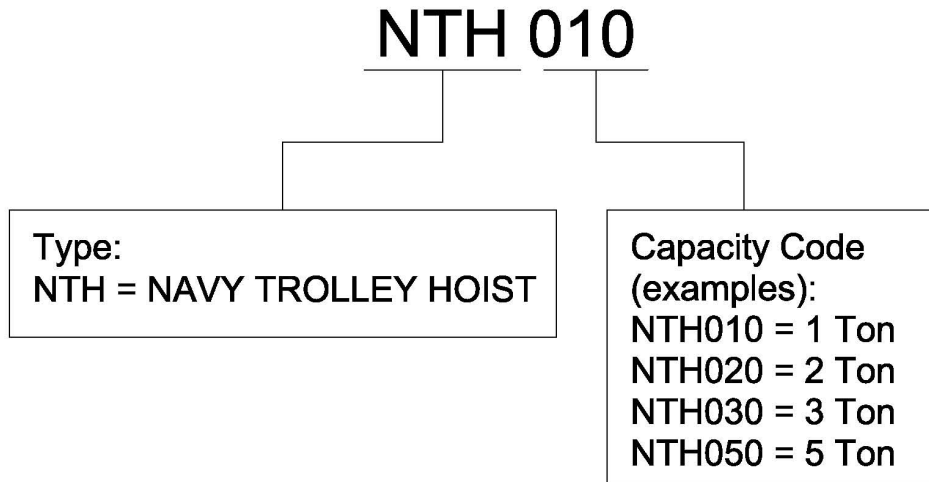 NTH 010
Type:
NTH = NAVY TROLLEY HOIST
Capacity Code
(examples):
NTH010 = 1 Ton
NTH020 = 2 Ton
NTH030 = 3 Ton
NTH050 = 5 Ton